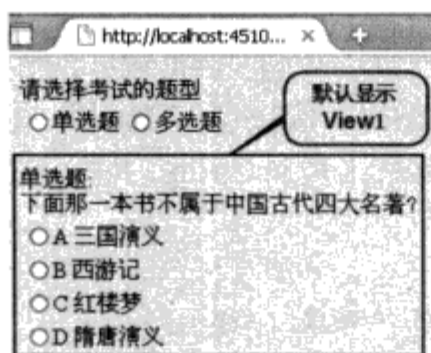 http://localhost:4510...
请选择考试的题型
单选题 多选题
默认显示
View1
单选题:
下面那一本书不属于中国古代四大名著?
A 三国演义
B 西游记
C 红楼梦
D 隋唐演义